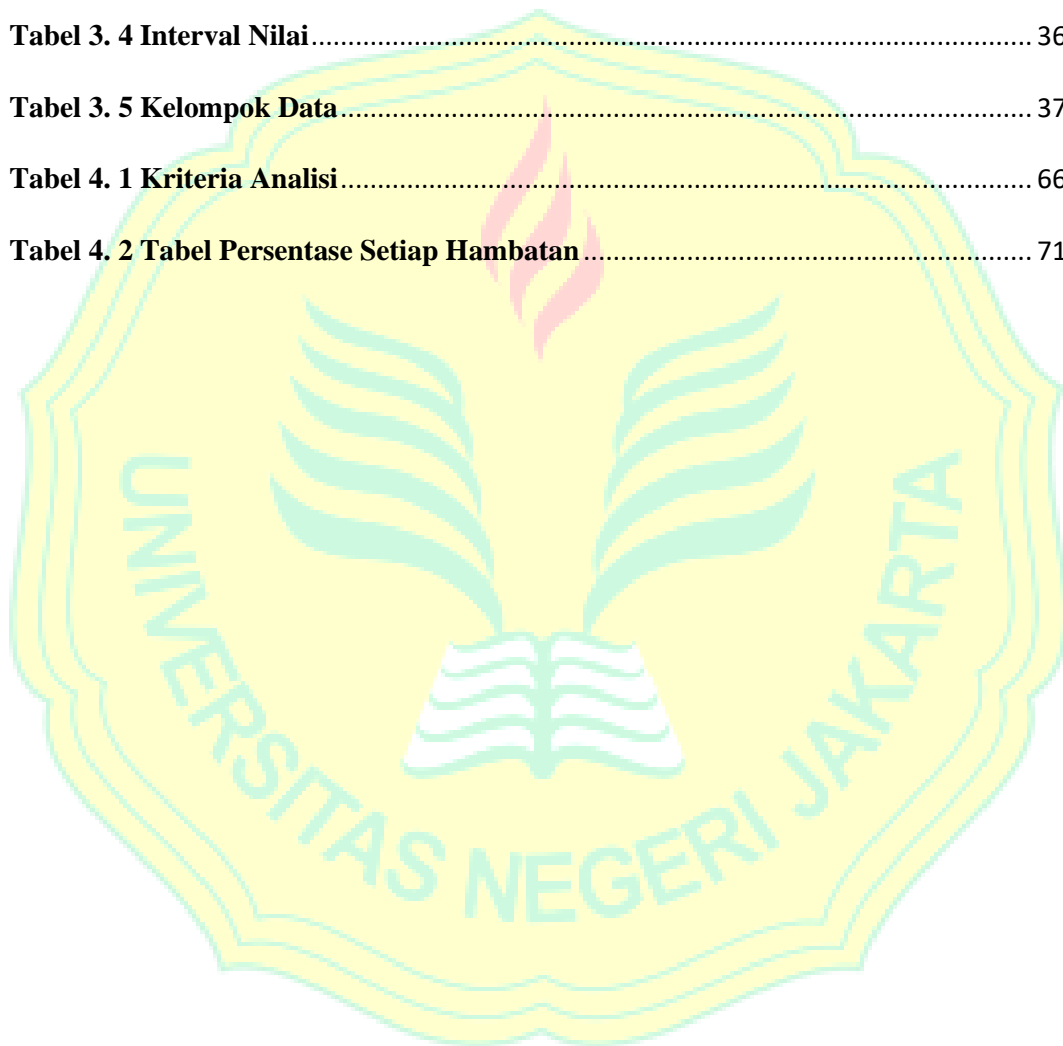 Tabel 3. 4 Interval Nilai........................................................................................................ 36
Tabel 3. 5 Kelompok Data.................................................................................................... 37
Tabel 4. 1 Kriteria Analisi.................................................................................................... 66
Tabel 4. 2 Tabel Persentase Setiap Hambatan.................................................................... 71
UNIVERSITAS NEGERI JAKARTA